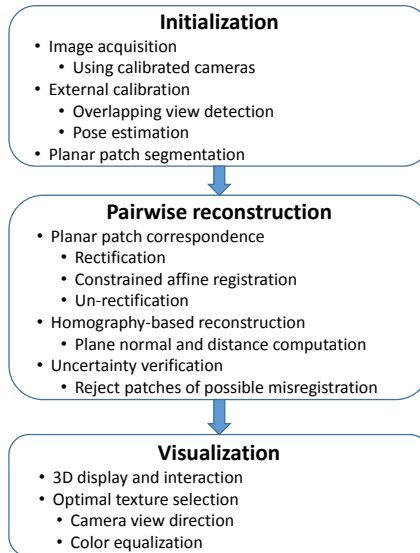 Initialization
• Image acquisition
• Using calibrated cameras
• External calibration
• Overlapping view detection
• Pose estimation
• Planar patch segmentation
Pairwise reconstruction
• Planar patch correspondence
• Rectification
• Constrained affine registration
• Un-rectification
• Homography-based reconstruction
• Plane normal and distance computation
• Uncertainty verification
• Reject patches of possible misregistration
Visualization
• 3D display and interaction
• Optimal texture selection
• Camera view direction
• Color equalization